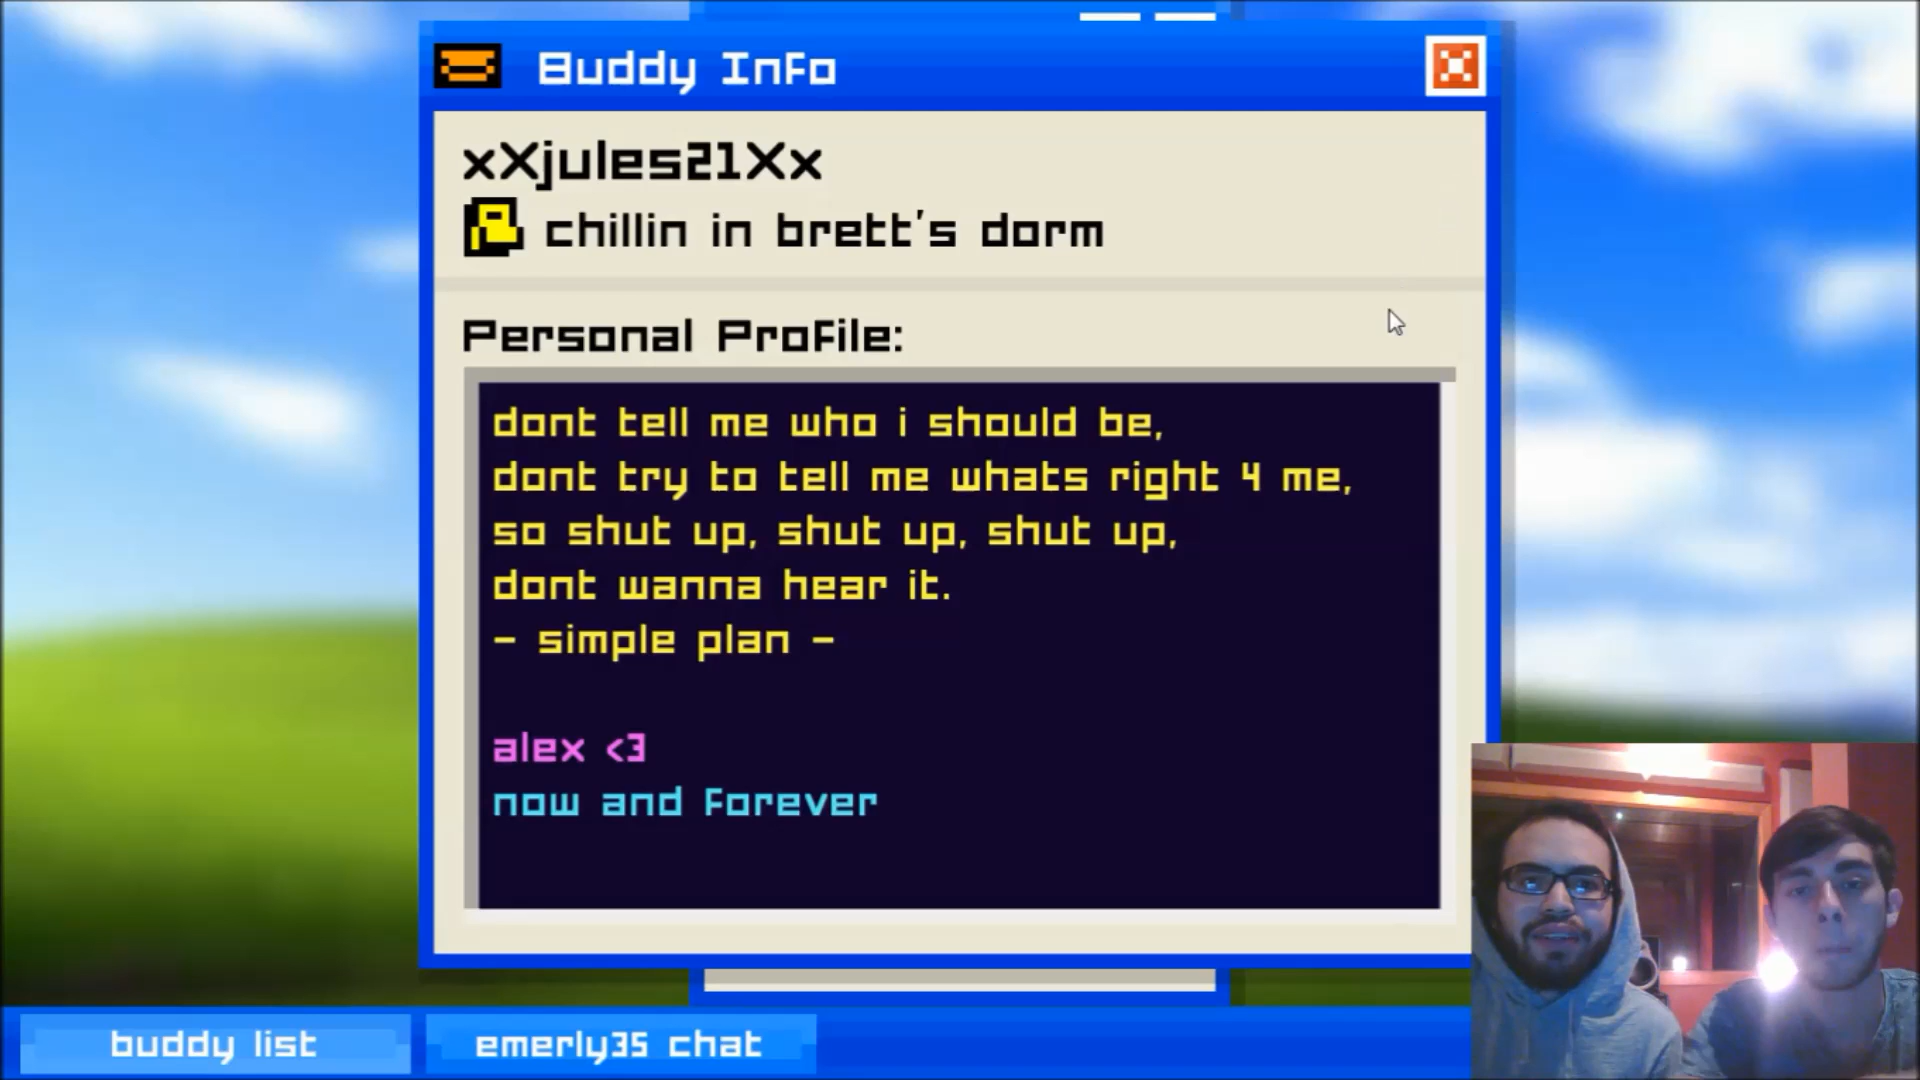 Buddy Info
xXjules21Xx
chillin in brett's dorm
Personal Profile:
dont tell me who i should be,
dont try to tell me whats right 4 me,
so shut up, shut up, shut up,
dont wanna hear it.
- simple plan -
alex <3
now and forever
buddy list
emerly35 chat